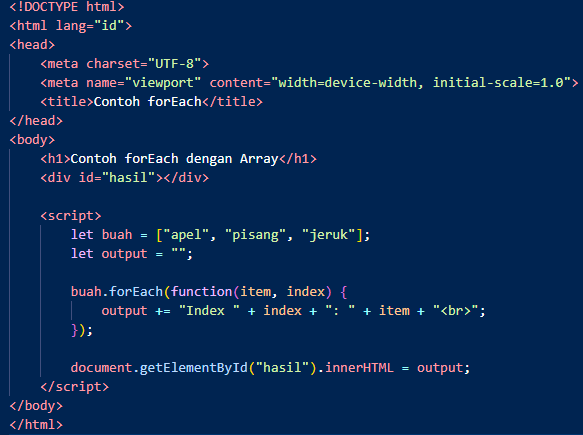 <!DOCTYPE html>
<html lang="id">
<head>
    <meta charset="UTF-8">
    <meta name="viewport" content="width=device-width, initial-scale=1.0">
    <title>Contoh forEach</title>
</head>
<body>
    <h1>Contoh forEach dengan Array</h1>
    <div id="hasil"></div>

    <script>
        let buah = ["apel", "pisang", "jeruk"];
        let output = "";

        buah.forEach(function(item, index) {
            output += "Index " + index + ": " + item + "<br>";
        });

        document.getElementById("hasil").innerHTML = output;
    </script>
</body>
</html>